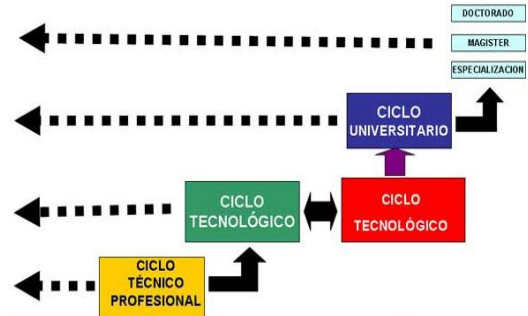 DOCTORADO
MAGISTER
ESPECIALIZACION
CICLO
UNIVERSITARIO
CICLO
TECNOLÓGICO
CICLO
TECNOLÓGICO
CICLO
TÉCNICO
PROFESIONAL